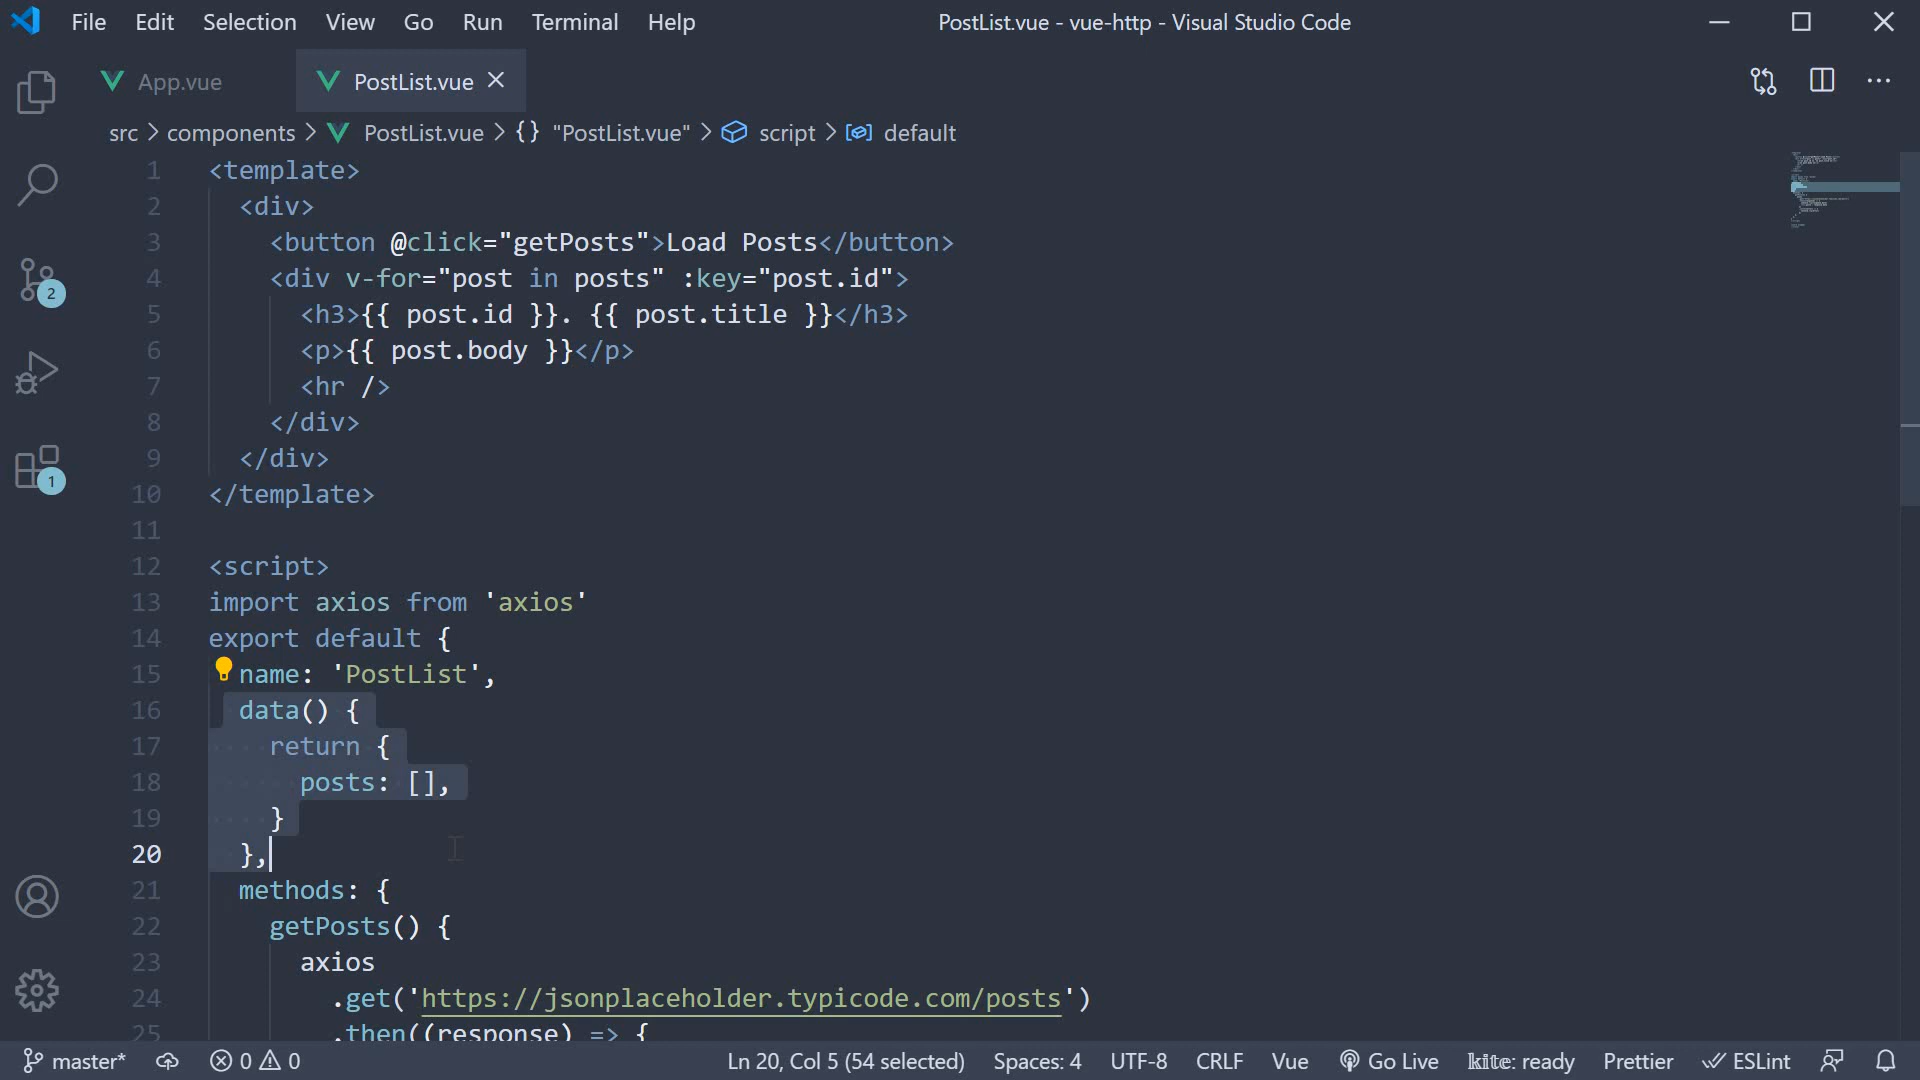 File Edit Selection View Go Run Terminal Help PostList.vue - vue-http - Visual Studio Code
App.vue PostList.vue
src > components > PostList.vue > {} "PostList.vue" > script > default
1 <template>
2 <div>
3 <button @click="getPosts">Load Posts</button>
4 <div v-for="post in posts" :key="post.id">
5 <h3>{{ post.id }}. {{ post.title }}</h3>
6 <p>{{ post.body }}</p>
7 <hr />
8 </div>
9 </div>
10 </template>
11
12 <script>
13 import axios from 'axios'
14 export default {
15 name: 'PostList',
16 data() {
17 return {
18 posts: [],
19 }
20 },
21 methods: {
22 getPosts() {
23 axios
24 .get('https://jsonplaceholder.typicode.com/posts')
25 .then((response) => {
2
1
master* 0 0 Ln 20, Col 5 (54 selected) Spaces: 4 UTF-8 CRLF Vue Go Live kite: ready Prettier ESLint